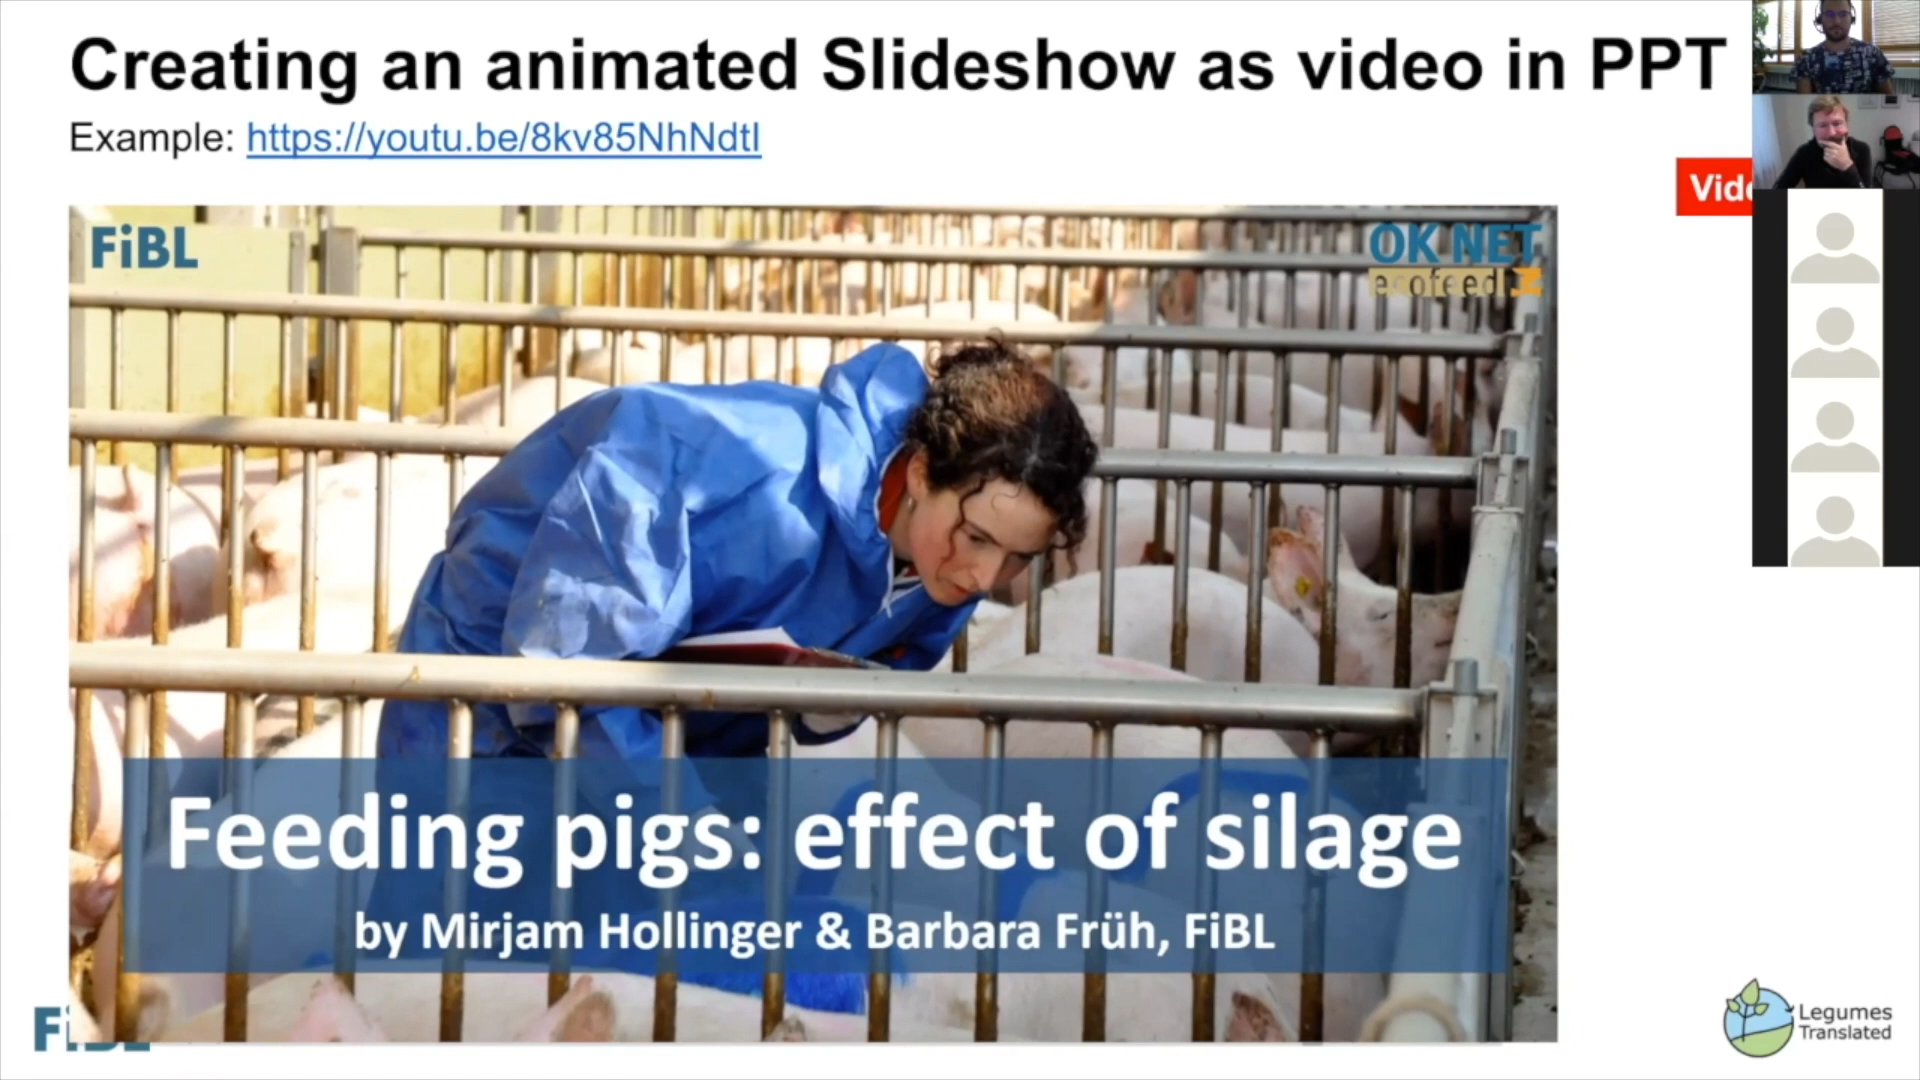 Creating an animated Slideshow as video in PPT
Example: https://youtu.be/8kv85NhNdtI
FiBL
OK NET
ecofeed
Feeding pigs: effect of silage
by Mirjam Hollinger & Barbara Früh, FiBL
Legumes
Translated